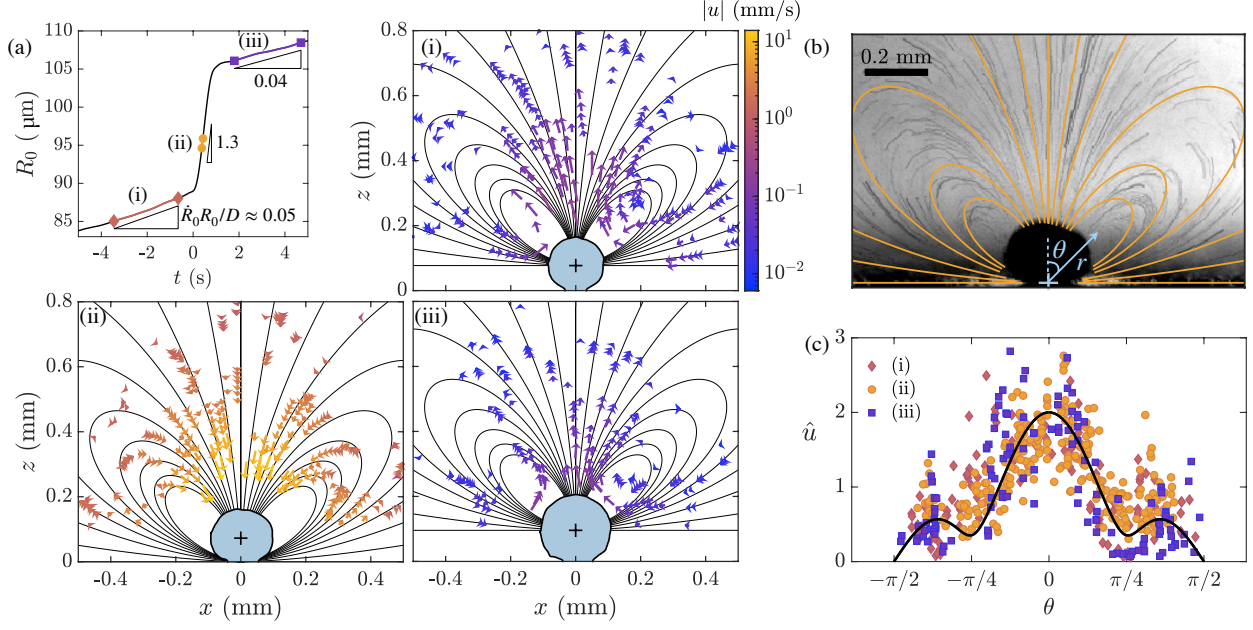 (a)
110
105
100
95
90
85
R₀ ( μm)
(iii)
0.04
(ii)
1.3
(i)
Ṙ₀R₀/D ≈ 0.05
-4
-2
0
2
4
t (s)
|u| (mm/s)
(i)
0.8
0.6
0.4
0.2
0
z (mm)
10¹
10⁰
10⁻¹
10⁻²
(b)
0.2 mm
θ
r
(ii)
0.8
0.6
0.4
0.2
0
z (mm)
-0.4
-0.2
0
0.2
0.4
x (mm)
(iii)
-0.4
-0.2
0
0.2
0.4
x (mm)
(c)
3
2
1
0
û
(i)
(ii)
(iii)
−π/2
−π/4
0
π/4
π/2
θ